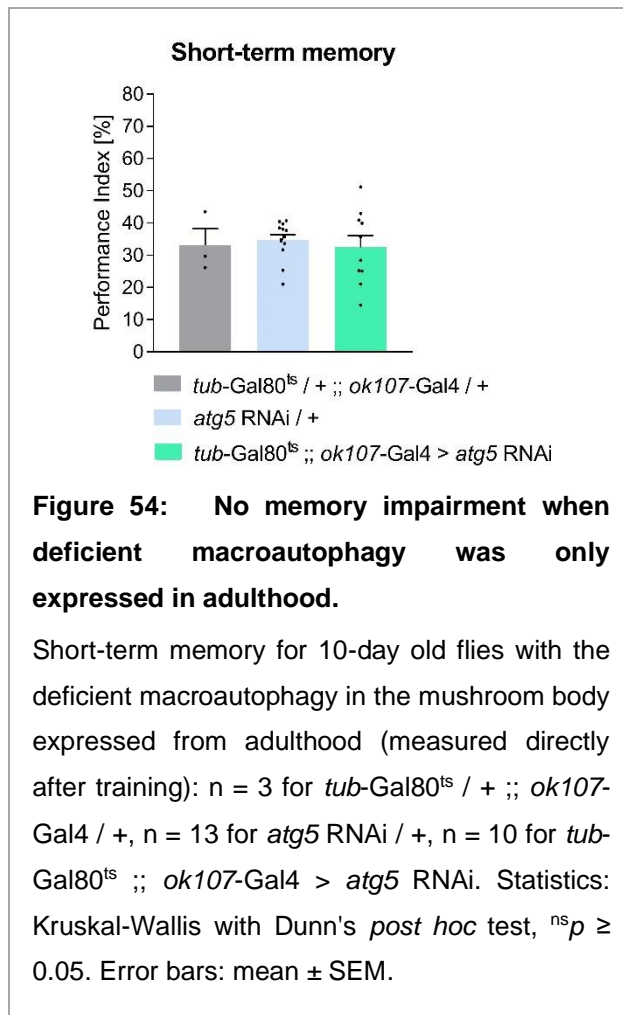 Short-term memory
Performance Index [%]
80
70
60
50
40
30
20
10
0
tub-Gal80ts / + ;; ok107-Gal4 / +
atg5 RNAi / +
tub-Gal80ts ;; ok107-Gal4 > atg5 RNAi
Figure 54: No memory impairment when
deficient macroautophagy was only
expressed in adulthood.
Short-term memory for 10-day old flies with the
deficient macroautophagy in the mushroom body
expressed from adulthood (measured directly
after training): n = 3 for tub-Gal80ts / + ;; ok107-
Gal4 / +, n = 13 for atg5 RNAi / +, n = 10 for tub-
Gal80ts ;; ok107-Gal4 > atg5 RNAi. Statistics:
Kruskal-Wallis with Dunn's post hoc test, nsp ≥
0.05. Error bars: mean ± SEM.